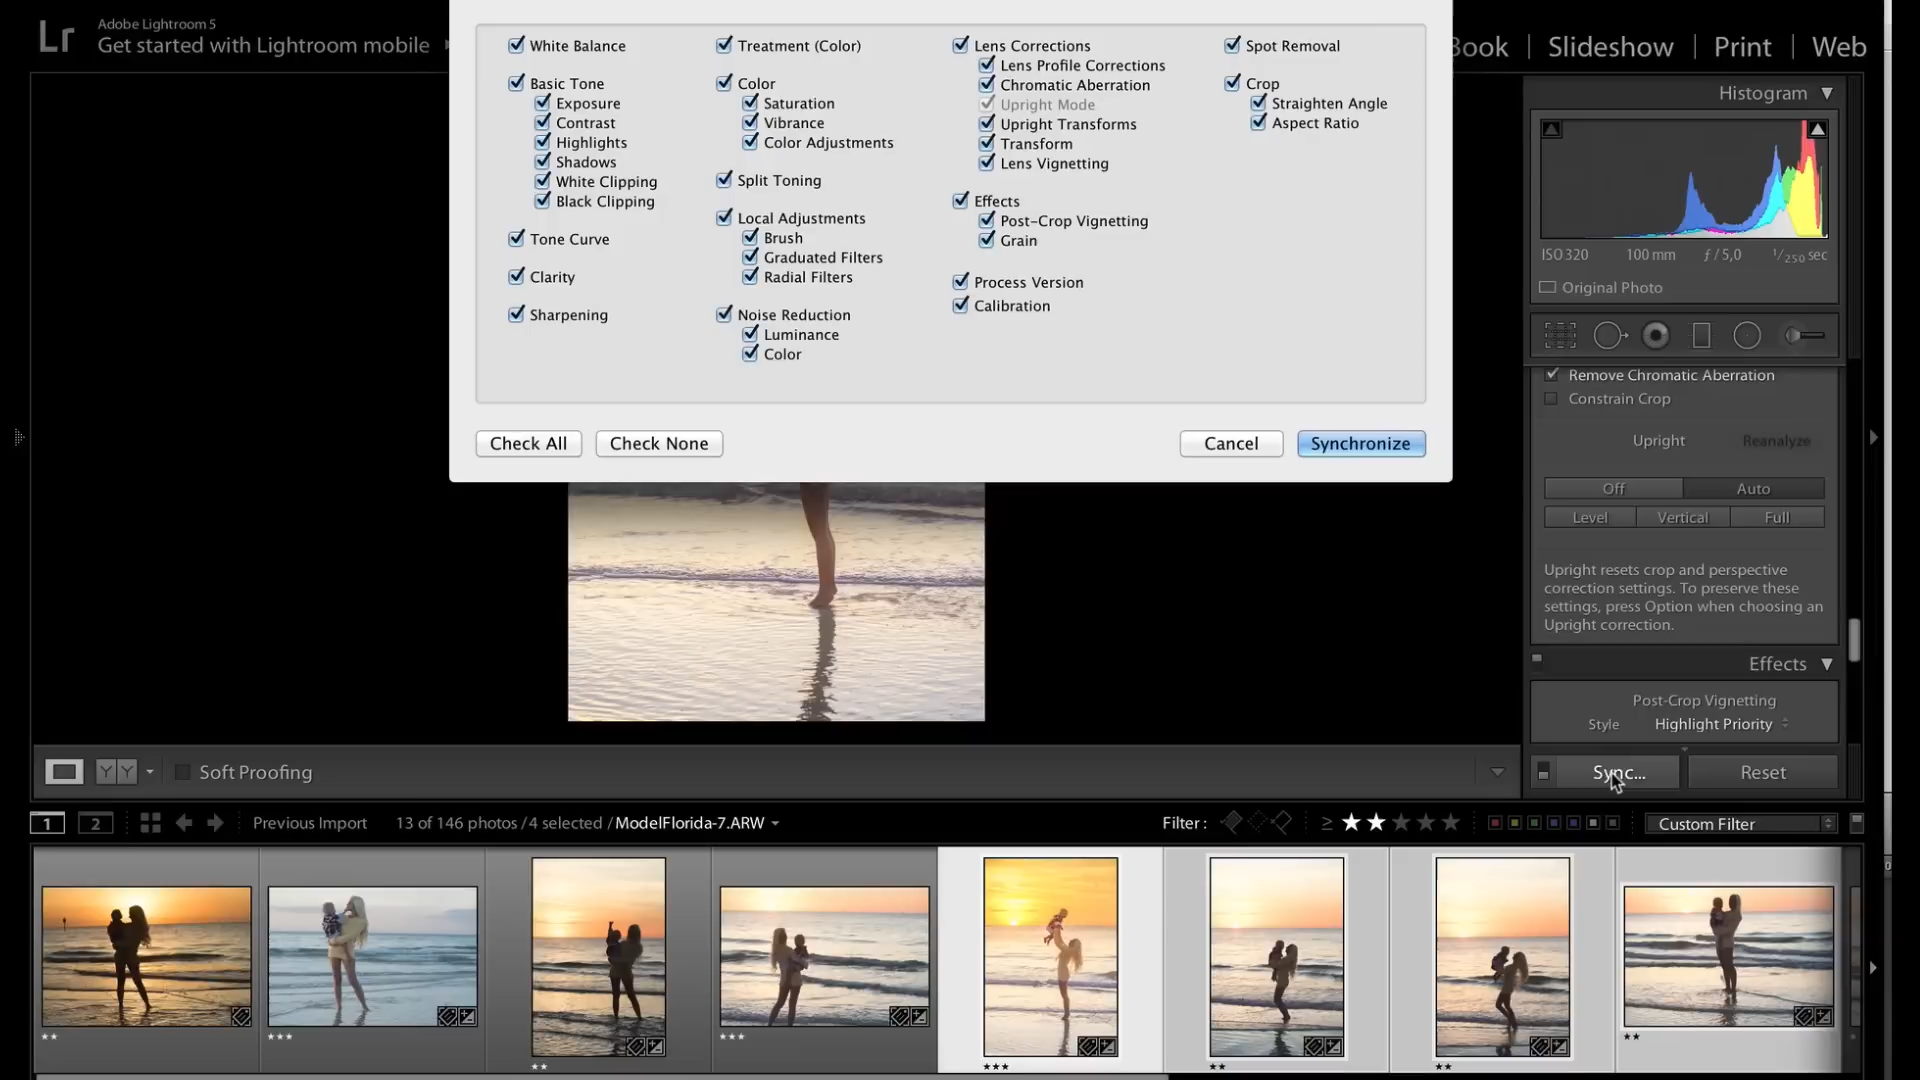 Lr
Adobe Lightroom 5
Get started with Lightroom mobile
Book | Slideshow | Print | Web
White Balance
Basic Tone
Exposure
Contrast
Highlights
Shadows
White Clipping
Black Clipping
Tone Curve
Clarity
Sharpening
Treatment (Color)
Color
Saturation
Vibrance
Color Adjustments
Split Toning
Local Adjustments
Brush
Graduated Filters
Radial Filters
Noise Reduction
Luminance
Color
Lens Corrections
Lens Profile Corrections
Chromatic Aberration
Upright Mode
Upright Transforms
Transform
Lens Vignetting
Effects
Post-Crop Vignetting
Grain
Process Version
Calibration
Spot Removal
Crop
Straighten Angle
Aspect Ratio
Check All
Check None
Cancel
Synchronize
Histogram
ISO 320 100 mm ƒ / 5,0 1/250 sec
Original Photo
Remove Chromatic Aberration
Constrain Crop
Upright Reanalyze
Off Auto
Level Vertical Full
Upright resets crop and perspective
correction settings. To preserve these
settings, press Option when choosing an
Upright correction.
Effects
Post-Crop Vignetting
Style Highlight Priority
Sync... Reset
Y Y Soft Proofing
1 2 Previous Import 13 of 146 photos / 4 selected / ModelFlorida-7.ARW
Filter : ≥ Custom Filter